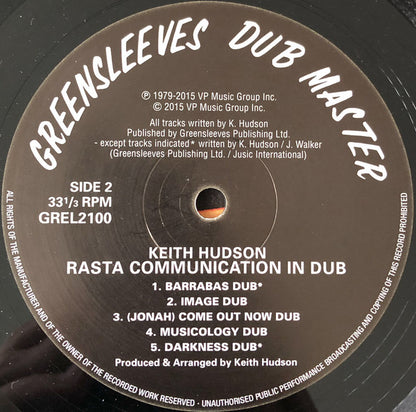 GREENSLEEVES DUB MASTER
℗ 1979-2015 VP Music Group Inc.
© 2015 VP Music Group Inc.
All tracks written by K. Hudson
Published by Greensleeves Publishing Ltd.
- except tracks indicated* written by K. Hudson / J. Walker
(Greensleeves Publishing Ltd. / Jusic International)
SIDE 2
33 1/3 RPM
GREL2100
KEITH HUDSON
RASTA COMMUNICATION IN DUB
1. BARRABAS DUB*
2. IMAGE DUB
3. (JONAH) COME OUT NOW DUB
4. MUSICOLOGY DUB
5. DARKNESS DUB*
Produced & Arranged by Keith Hudson
ALL RIGHTS OF THE MANUFACTURER AND OF THE OWNER OF THE RECORDED WORK RESERVED - UNAUTHORISED PUBLIC PERFORMANCE BROADCASTING AND COPYING OF THIS RECORD PROHIBITED